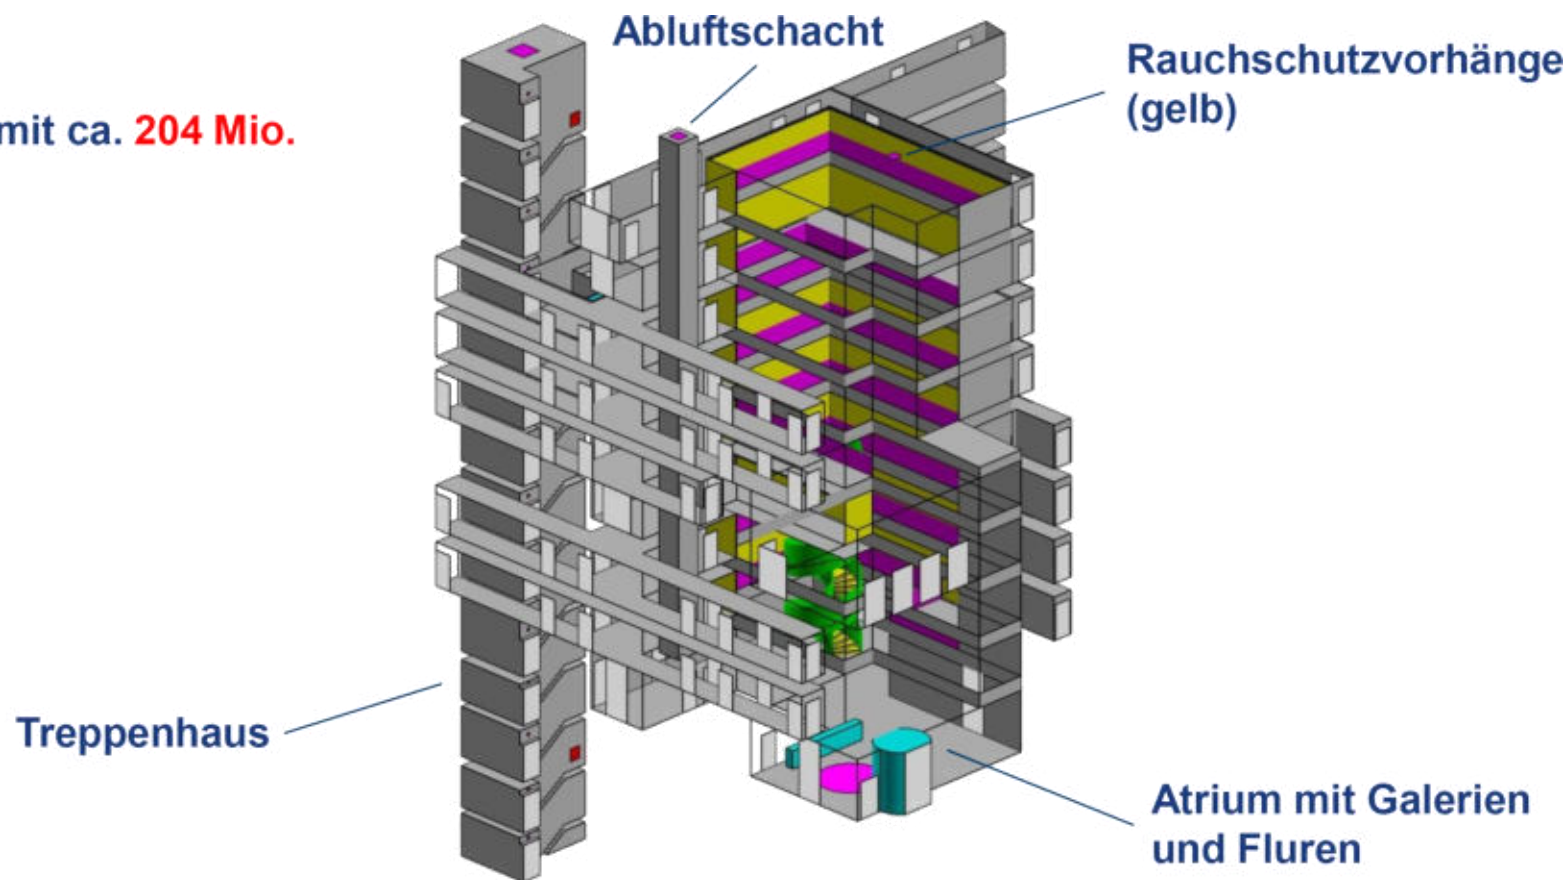 Abluftschacht
Rauchschutzvorhänge
(gelb)
mit ca. 204 Mio.
Treppenhaus
Atrium mit Galerien
und Fluren